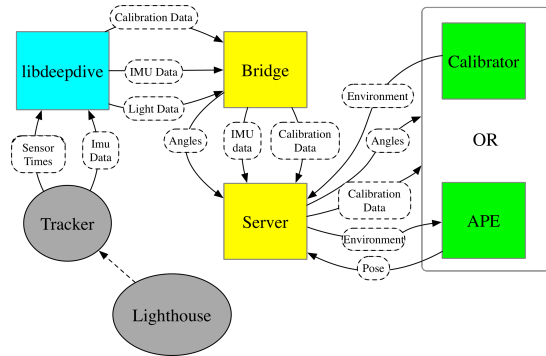 Calibration Data
libdeepdive
IMU Data
Bridge
Calibrator
Light Data
Environment
Sensor
Times
Imu
Data
Angles
IMU
data
Calibration
Data
Angles
OR
Calibration
Data
Tracker
Server
Environment
APE
Pose
Lighthouse